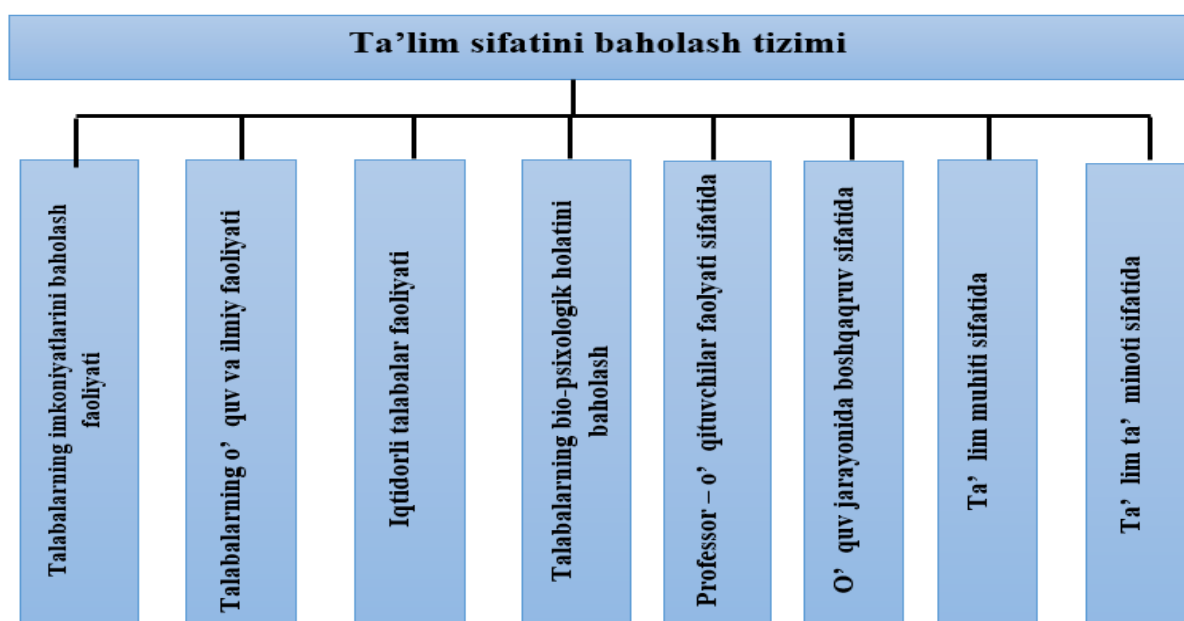 Ta’lim sifatini baholash tizimi
Talabalarning imkoniyatlarini baholash
faoliyati
Talabalarning o’ quv va ilmiy faoliyati
Iqtidorli talabalar faoliyati
Talabalarning bio-psixologik holatini
baholash
Professor – o’ qituvchilar faolyati sifatida
O’ quv jarayonida boshqaqruv sifatida
Ta’ lim muhiti sifatida
Ta’ lim ta’ minoti sifatida